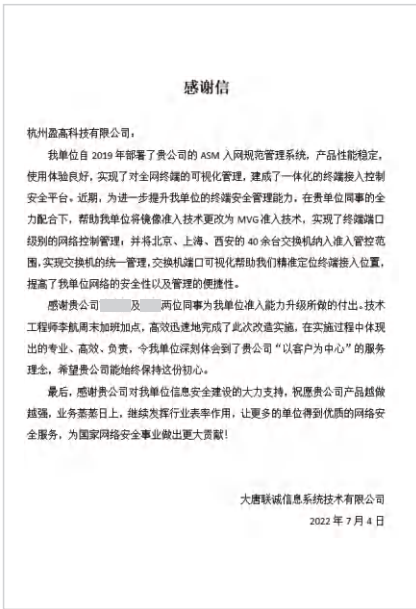 感谢信
杭州盈高科技有限公司：
我单位自 2019 年部署了贵公司的 ASM 入网规范管理系统，产品性能稳定，
使用体验良好，实现了对全网终端的可视化管理，建成了一体化的终端接入控制
安全平台。近期，为进一步提升我单位的终端安全管理能力，在贵单位同事的全
力配合下，帮助我单位将镜像准入技术更改为 MVG 准入技术，实现了终端端口
级别的网络控制管理；并将北京、上海、西安的 40 余台交换机纳入准入管控范
围，实现交换机的统一管理，交换机端口可视化帮助我们精准定位终端接入位置，
提高了我单位网络的安全性以及管理的便捷性。
感谢贵公司 及 两位同事为我单位准入能力升级所做的付出。技术
工程师李航周末加班加点，高效迅速地完成了此次改造实施，在实施过程中体现
出的专业、高效、负责，令我单位深刻体会到了贵公司“以客户为中心”的服务
理念，希望贵公司能始终保持这份初心。
最后，感谢贵公司对我单位信息安全建设的大力支持，祝愿贵公司产品越做
越强，业务蒸蒸日上，继续发挥行业表率作用，让更多的单位得到优质的网络安
全服务，为国家网络安全事业做出更大贡献！
大唐联诚信息系统技术有限公司
2022 年 7 月 4 日